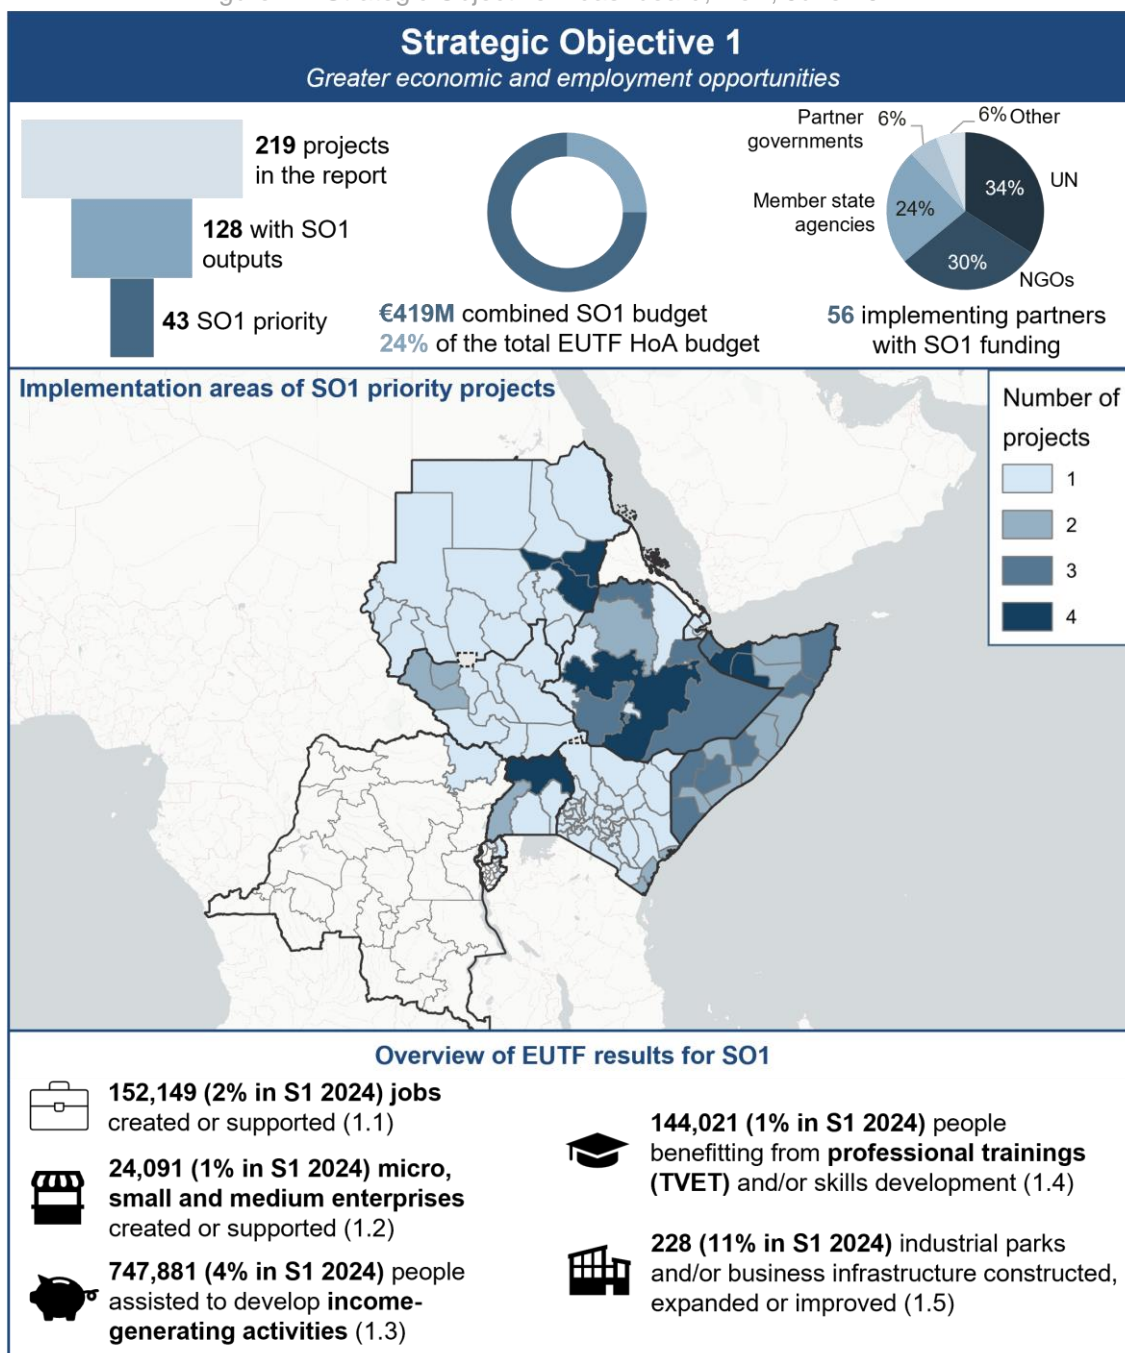 Strategic Objective 1
Greater economic and employment opportunities
219 projects
in the report
128 with SO1
outputs
43 SO1 priority
€419M combined SO1 budget
24% of the total EUTF HoA budget
Partner
governments
6%
6% Other
34%
UN
Member state
agencies
24%
30%
NGOs
56 implementing partners
with SO1 funding
Implementation areas of SO1 priority projects
Number of
projects
1
2
3
4
Overview of EUTF results for SO1
152,149 (2% in S1 2024) jobs
created or supported (1.1)
24,091 (1% in S1 2024) micro,
small and medium enterprises
created or supported (1.2)
747,881 (4% in S1 2024) people
assisted to develop income-
generating activities (1.3)
144,021 (1% in S1 2024) people
benefitting from professional trainings
(TVET) and/or skills development (1.4)
228 (11% in S1 2024) industrial parks
and/or business infrastructure constructed,
expanded or improved (1.5)